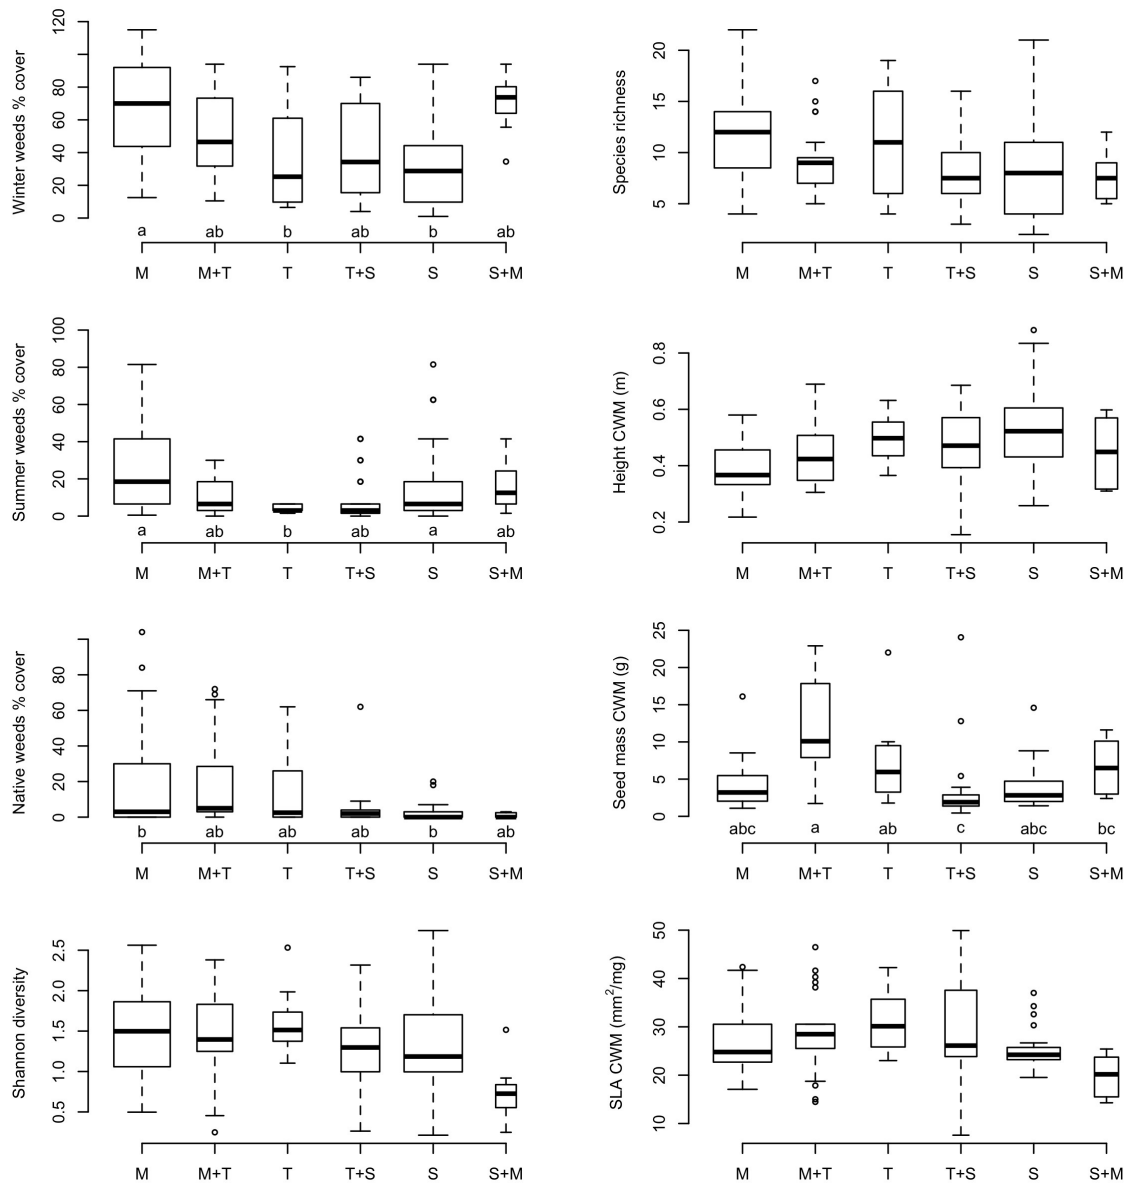 Winter weeds % cover
120
80
60
40
20
0
a ab b ab b ab
M M+T T T+S S S+M
Species richness
20
15
10
5
M M+T T T+S S S+M
Summer weeds % cover
100
80
60
40
20
0
a ab b ab a ab
M M+T T T+S S S+M
Height CWM (m)
0.8
0.6
0.4
0.2
M M+T T T+S S S+M
Native weeds % cover
80
60
40
20
0
b ab ab ab b ab
M M+T T T+S S S+M
Seed mass CWM (g)
25
20
15
10
5
0
abc a ab c abc bc
M M+T T T+S S S+M
Shannon diversity
2.5
2.0
1.5
1.0
0.5
M M+T T T+S S S+M
SLA CWM (mm²/mg)
50
40
30
20
10
M M+T T T+S S S+M